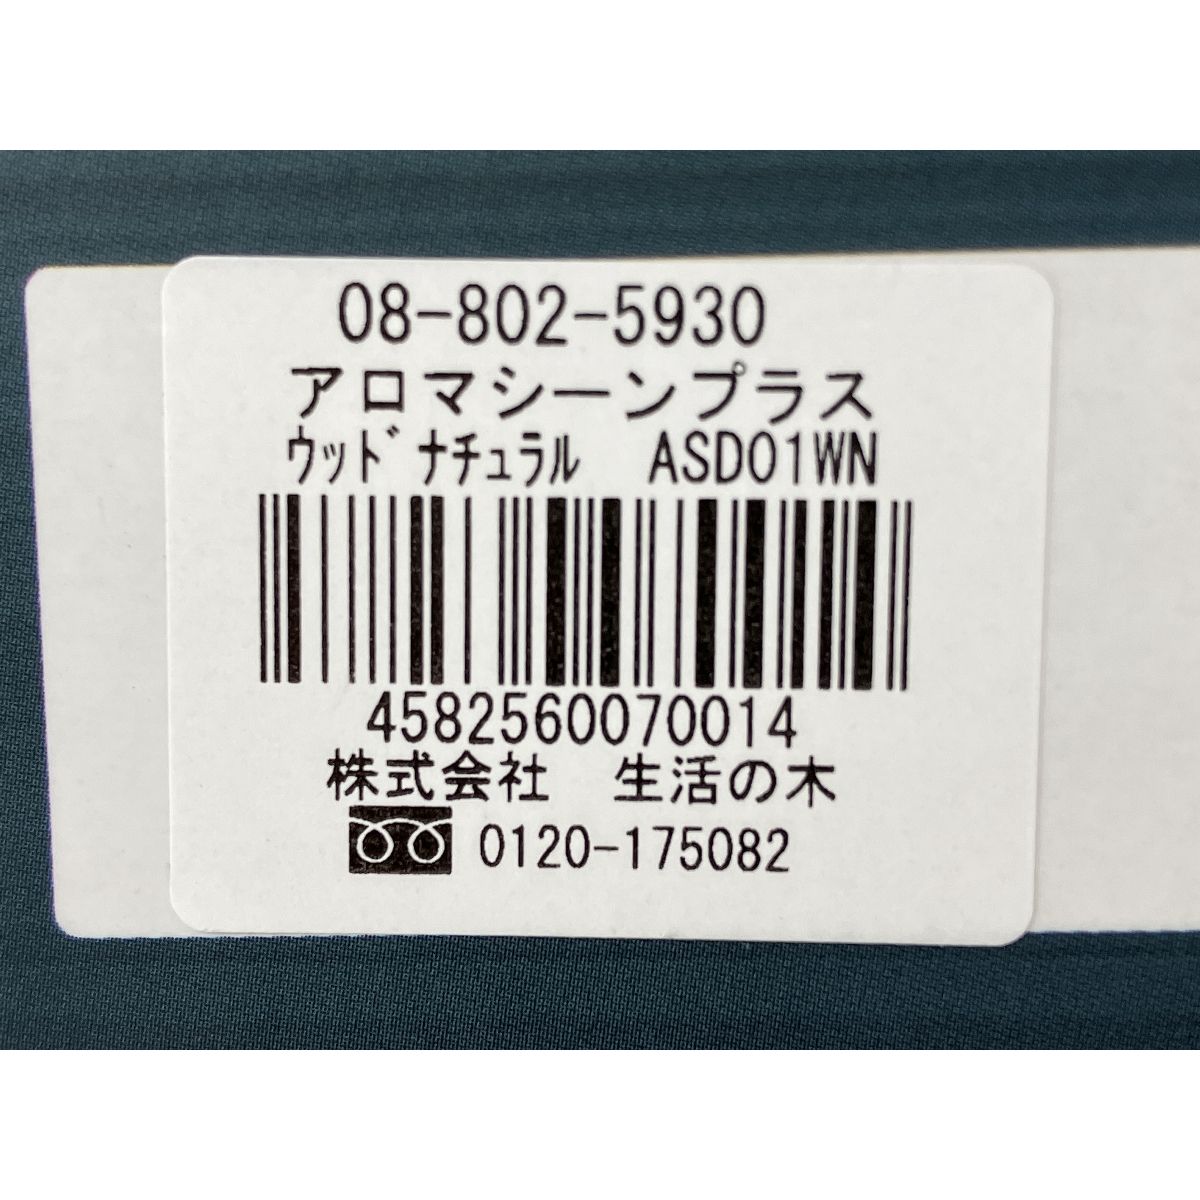 08-802-5930
アロマシーンプラス
ｳｯﾄﾞﾅﾁｭﾗﾙ ASD01WN
4582560070014
株式会社 生活の木
0120-175082